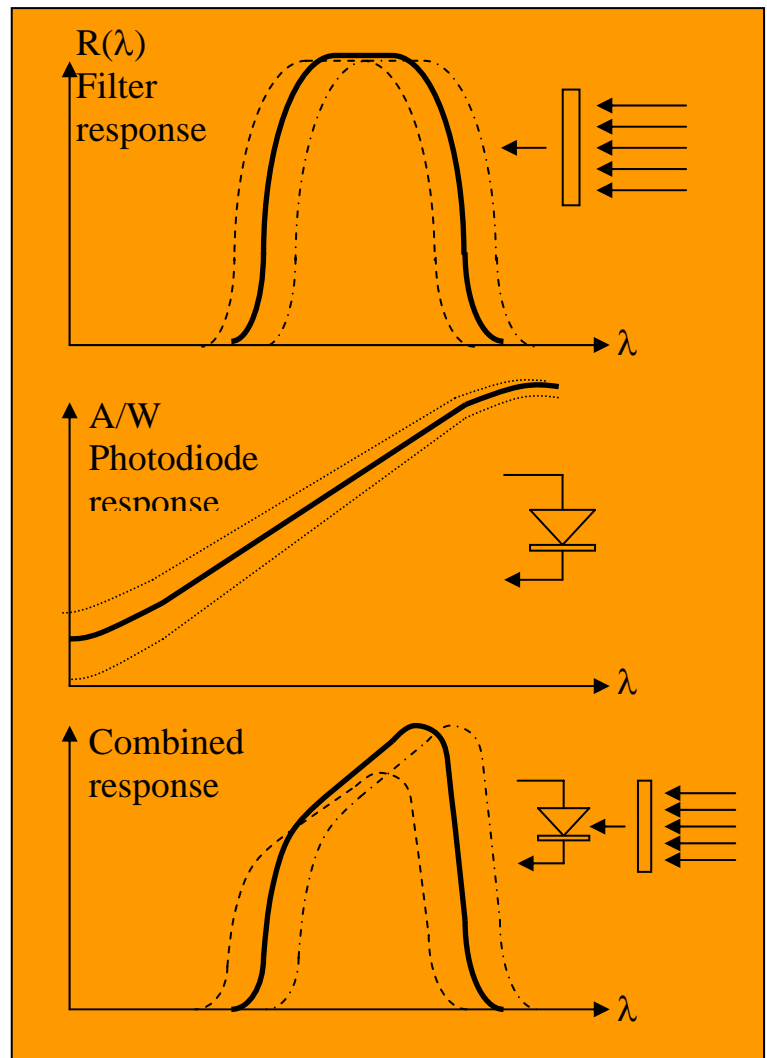 R(λ)
Filter
response
λ
A/W
Photodiode
response
λ
Combined
response
λ